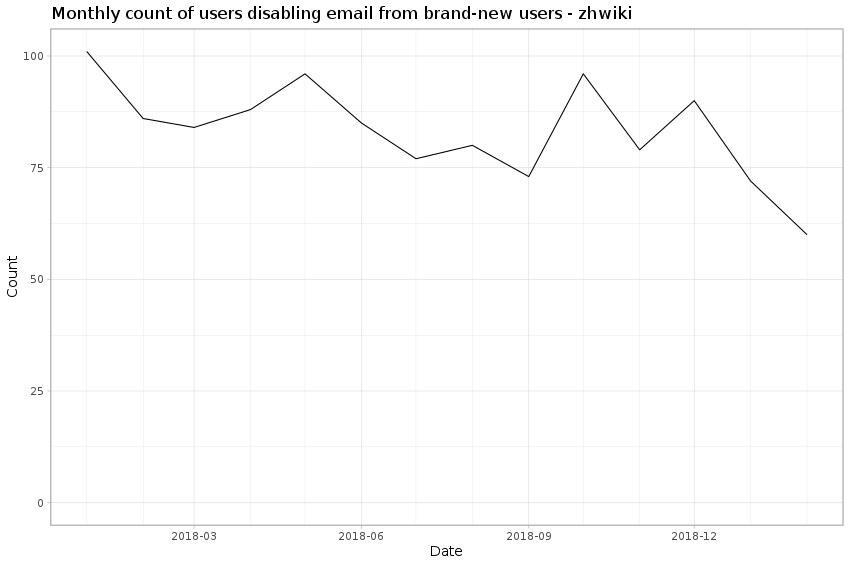 Monthly count of users disabling email from brand-new users - zhwiki
100
75
50
25
0
Count
2018-03 2018-06 2018-09 2018-12
Date